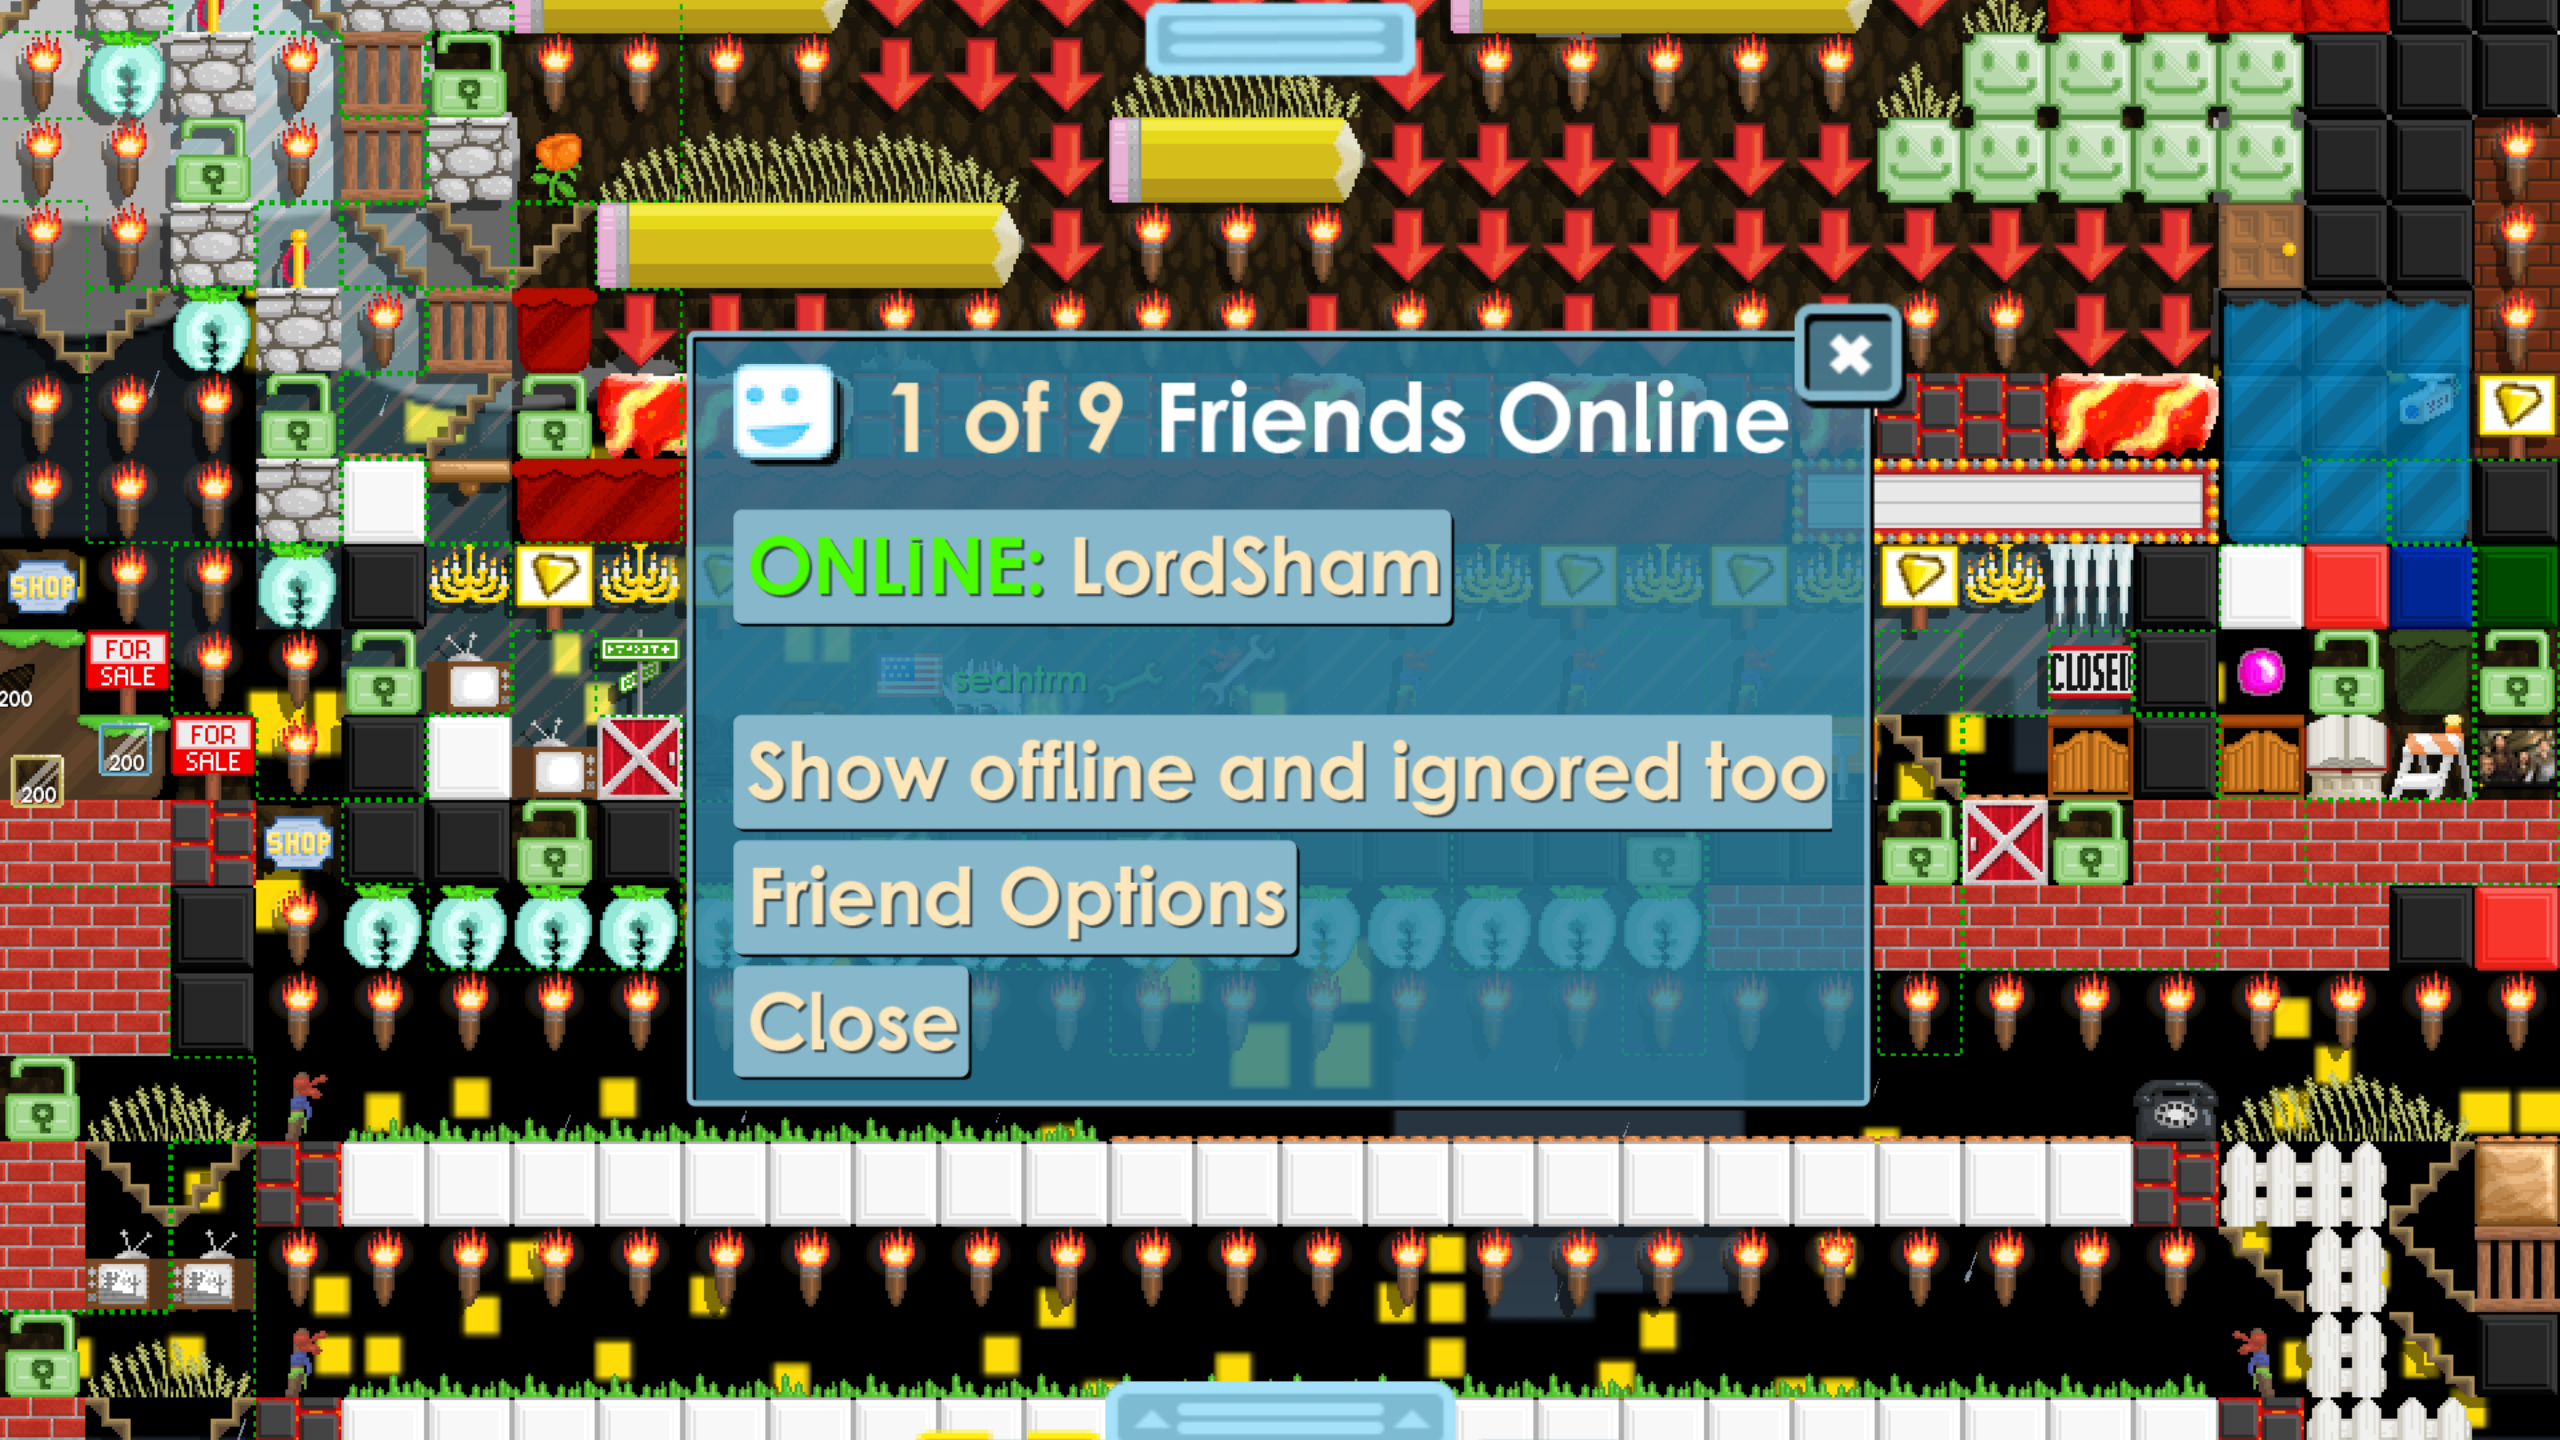 1 of 9 Friends Online
ONLiNE: LordSham
SHOP
FOR
SALE
200
seahtrm
CLOSED
Show offline and ignored too
FOR
SALE
200
200
SHOP
Friend Options
Close